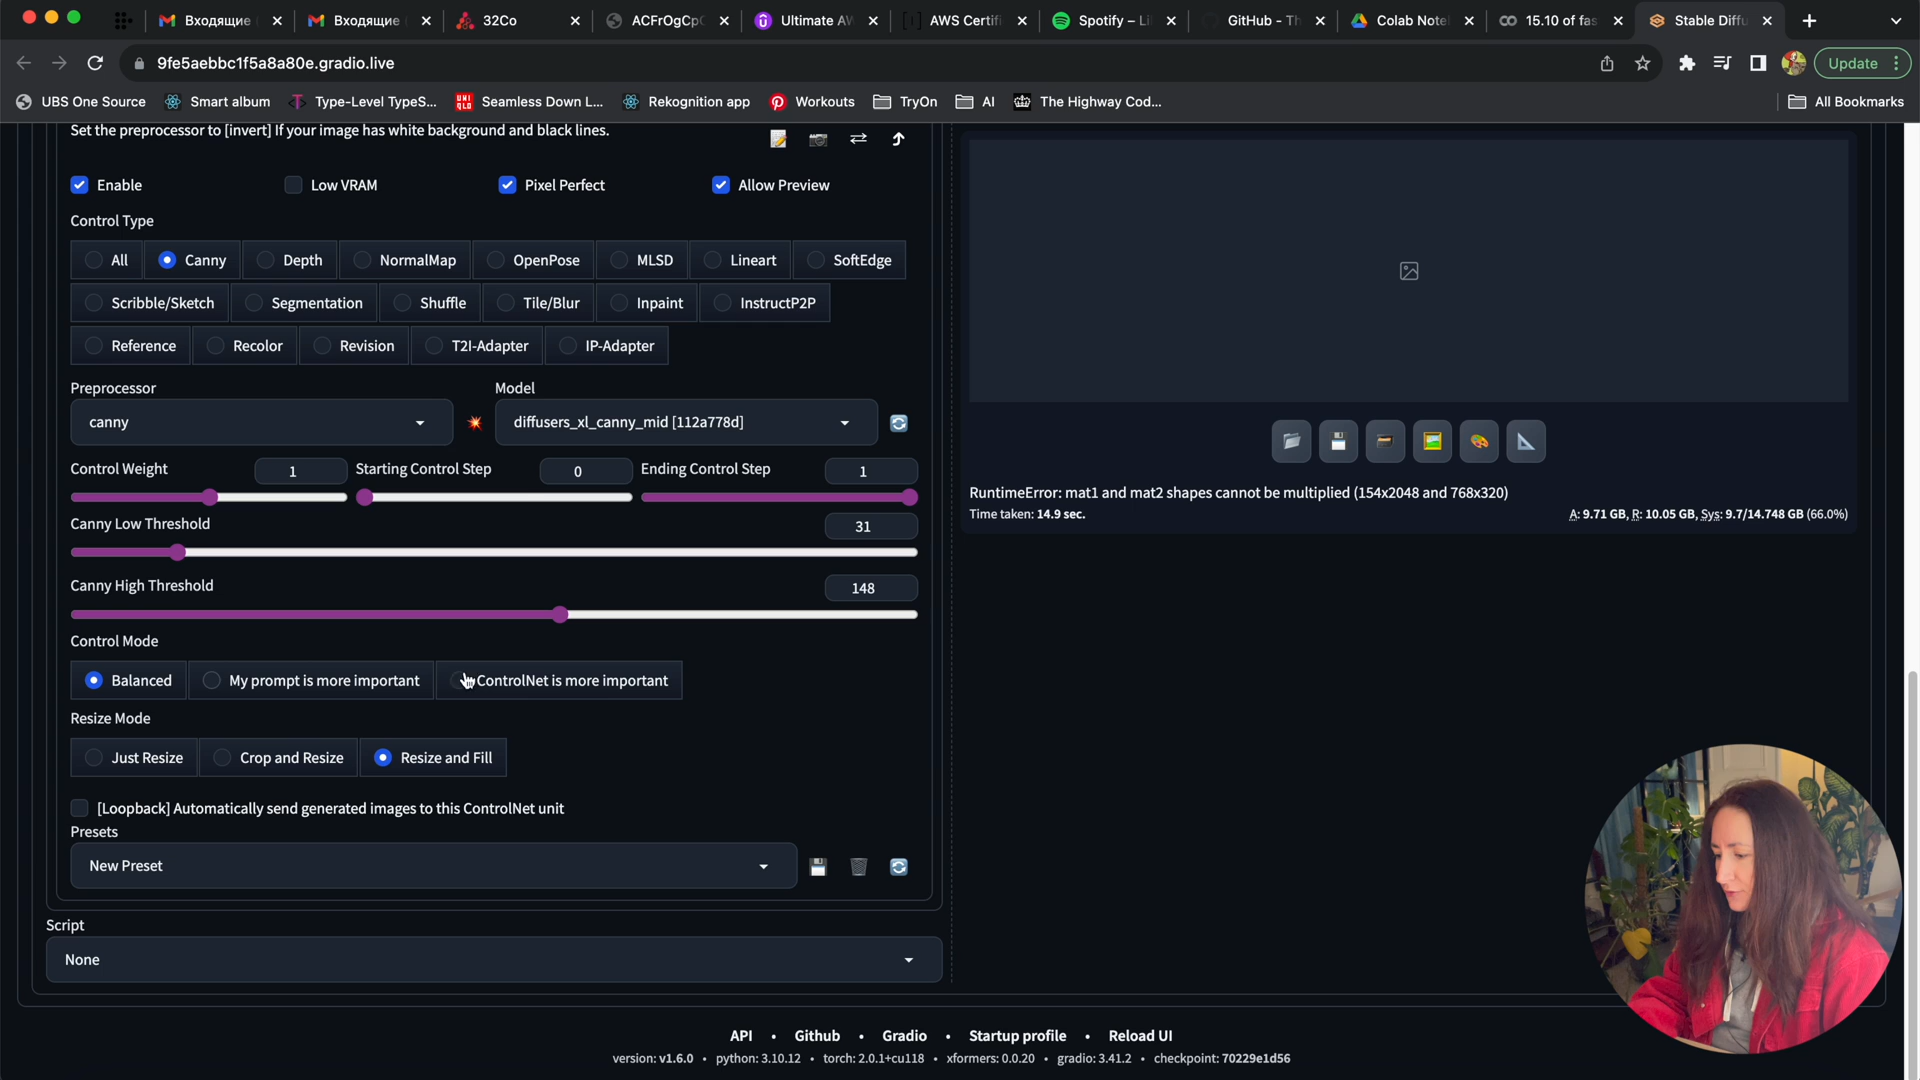 Входящие
Входящие
32Co
ACFrOgCp
Ultimate AW
AWS Certifi
Spotify – Li
GitHub - Th
Colab Note
15.10 of fas
Stable Diffu
9fe5aebbc1f5a8a80e.gradio.live
Update
UBS One Source
Smart album
Type-Level TypeS...
Seamless Down L...
Rekognition app
Workouts
TryOn
AI
The Highway Cod...
All Bookmarks
Set the preprocessor to [invert] If your image has white background and black lines.
Enable
Low VRAM
Pixel Perfect
Allow Preview
Control Type
All
Canny
Depth
NormalMap
OpenPose
MLSD
Lineart
SoftEdge
Scribble/Sketch
Segmentation
Shuffle
Tile/Blur
Inpaint
InstructP2P
Reference
Recolor
Revision
T2I-Adapter
IP-Adapter
Preprocessor
Model
canny
diffusers_xl_canny_mid [112a778d]
Control Weight
1
Starting Control Step
0
Ending Control Step
1
Canny Low Threshold
31
Canny High Threshold
148
Control Mode
Balanced
My prompt is more important
ControlNet is more important
Resize Mode
Just Resize
Crop and Resize
Resize and Fill
[Loopback] Automatically send generated images to this ControlNet unit
Presets
New Preset
Script
None
RuntimeError: mat1 and mat2 shapes cannot be multiplied (154x2048 and 768x320)
Time taken: 14.9 sec.
A: 9.71 GB, R: 10.05 GB, Sys: 9.7/14.748 GB (66.0%)
API • Github • Gradio • Startup profile • Reload UI
version: v1.6.0 • python: 3.10.12 • torch: 2.0.1+cu118 • xformers: 0.0.20 • gradio: 3.41.2 • checkpoint: 70229e1d56